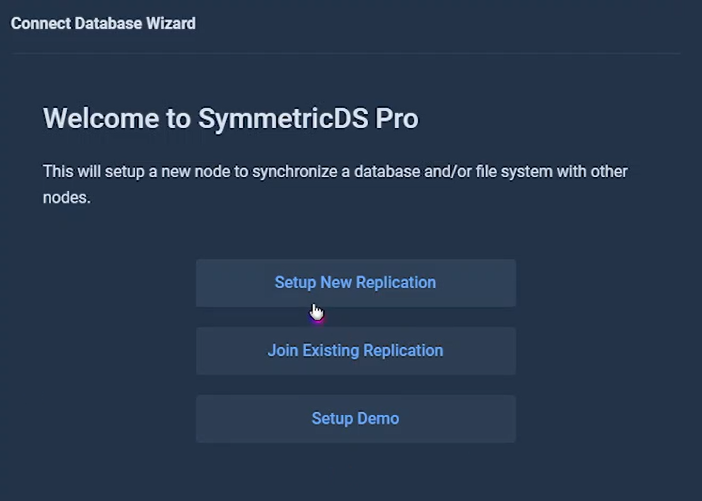 Connect Database Wizard
Welcome to SymmetricDS Pro
This will setup a new node to synchronize a database and/or file system with other
nodes.
Setup New Replication
Join Existing Replication
Setup Demo